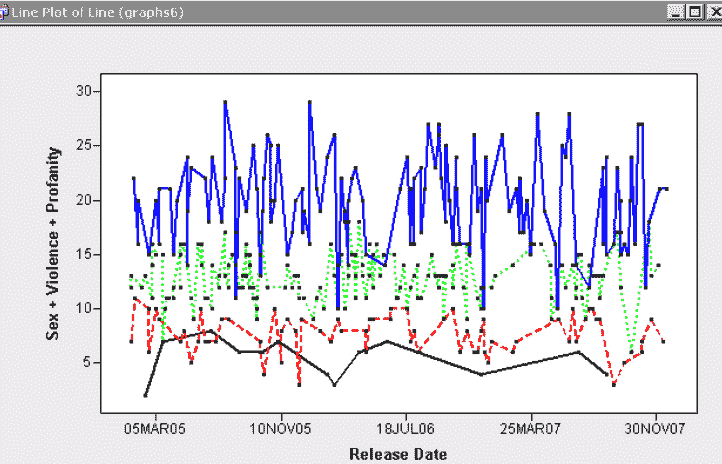 Line Plot of Line (graphs6)
30
25
20
15
10
5
Sex + Violence + Profanity
05MAR05 10NOV05 18JUL06 25MAR07 30NOV07
Release Date